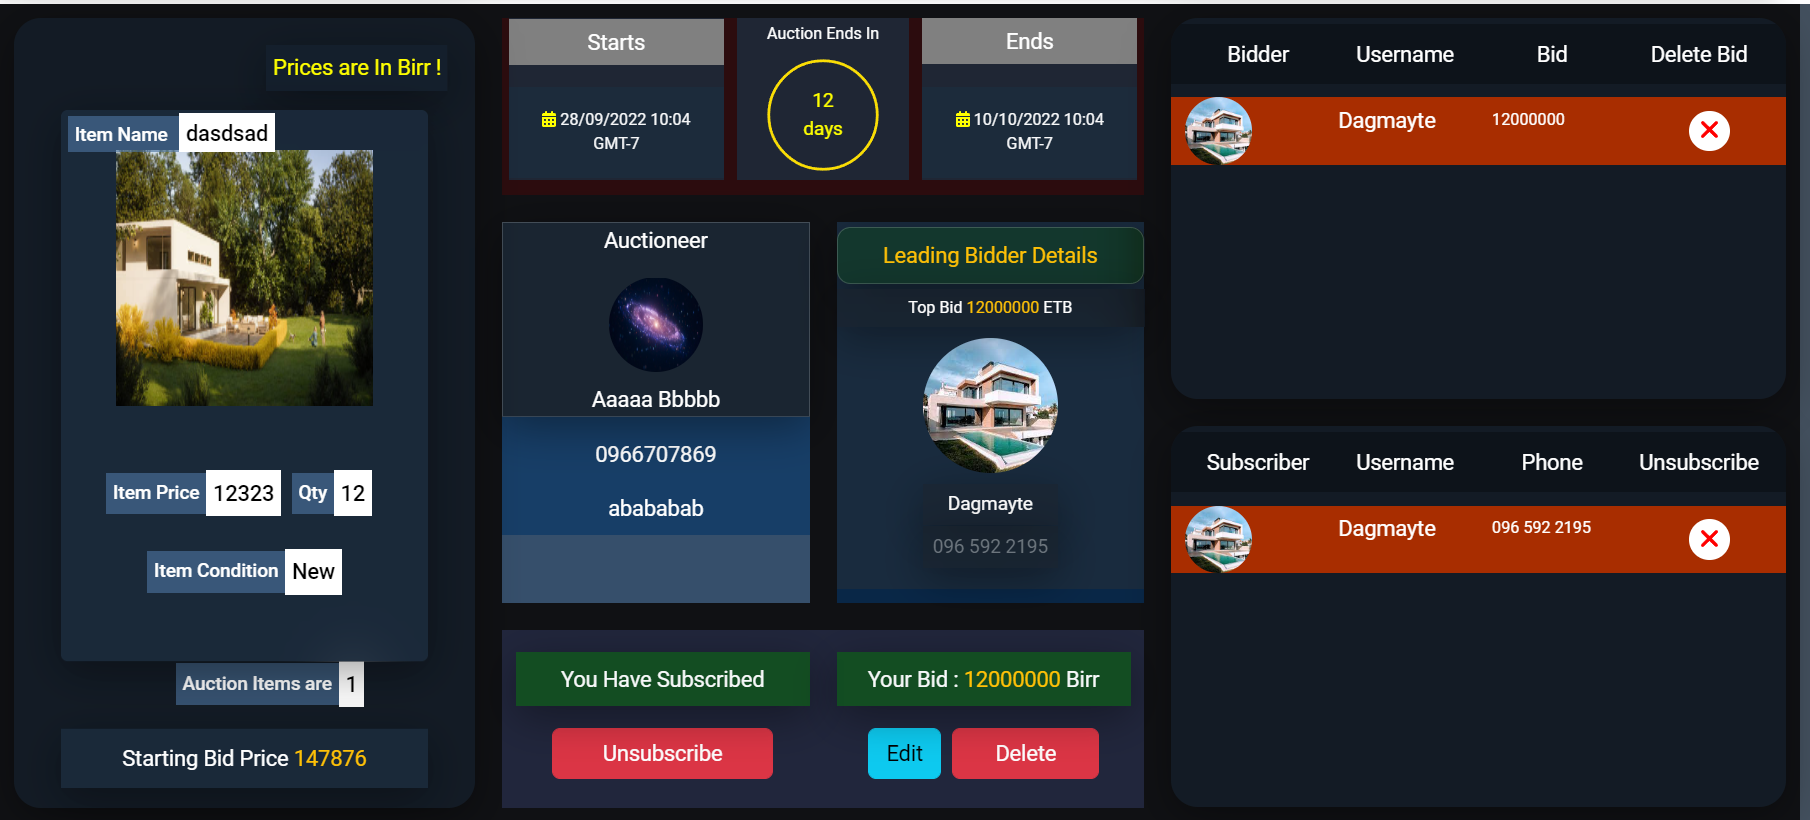 Prices are In Birr !
Item Name dasdsad
Item Price 12323 Qty 12
Item Condition New
Auction Items are 1
Starting Bid Price 147876
Starts
28/09/2022 10:04
GMT-7
Auction Ends In
12
days
Ends
10/10/2022 10:04
GMT-7
Auctioneer
Aaaaa Bbbbb
0966707869
abababab
Leading Bidder Details
Top Bid 12000000 ETB
Dagmayte
096 592 2195
You Have Subscribed
Unsubscribe
Your Bid : 12000000 Birr
Edit Delete
Bidder Username Bid Delete Bid
Dagmayte 12000000
Subscriber Username Phone Unsubscribe
Dagmayte 096 592 2195